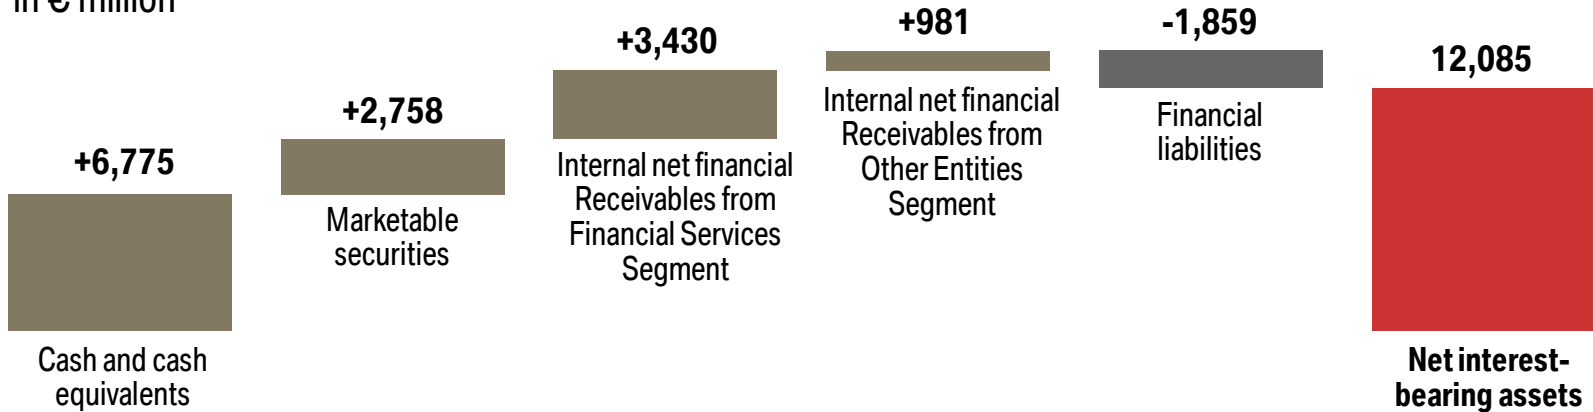 in € million
+6,775
Cash and cash
equivalents
+2,758
Marketable
securities
+3,430
Internal net financial
Receivables from
Financial Services
Segment
+981
Internal net financial
Receivables from
Other Entities
Segment
-1,859
Financial
liabilities
12,085
Net interest-
bearing assets